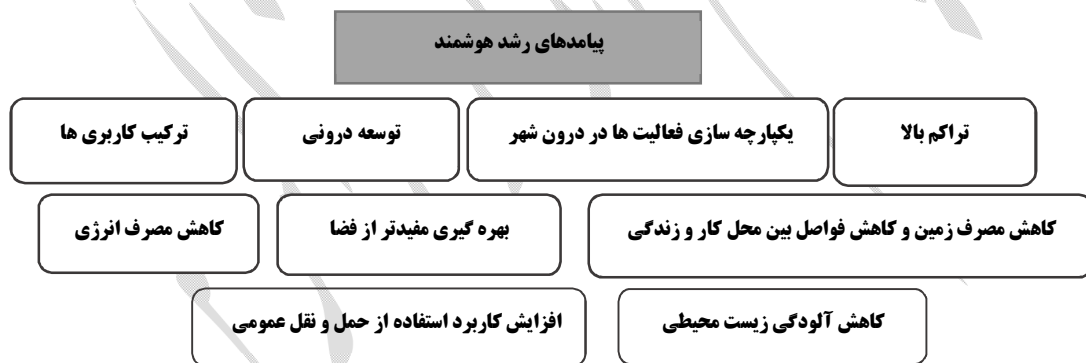 پیامدهای رشد هوشمند
تراکم بالا
یکپارچه سازی فعالیت ها در درون شهر
توسعه درونی
ترکیب کاربری ها
کاهش مصرف زمین و کاهش فواصل بین محل کار و زندگی
بهره گیری مفیدتر از فضا
کاهش مصرف انرژی
کاهش آلودگی زیست محیطی
افزایش کاربرد استفاده از حمل و نقل عمومی